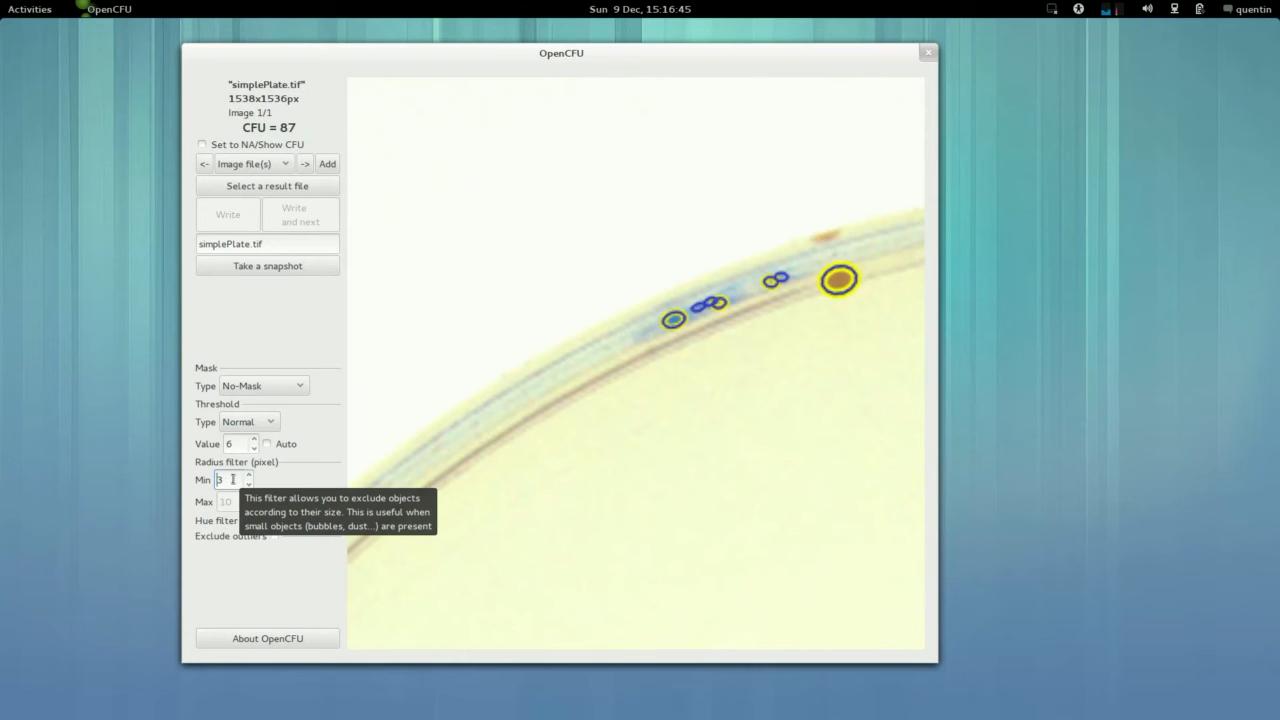 Activities OpenCFU Sun 9 Dec, 15:16:45 quentin
OpenCFU
"simplePlate.tif"
1538x1536px
Image 1/1
CFU = 87
Set to NA/Show CFU
<- Image file(s) -> Add
Select a result file
Write
Write
and next
simplePlate.tif
Take a snapshot
Mask
Type No-Mask
Threshold
Type Normal
Value 6 Auto
Radius filter (pixel)
Min 3
Max 10
This filter allows you to exclude objects
according to their size. This is useful when
small objects (bubbles, dust...) are present
Hue filter
Exclude outliers
About OpenCFU